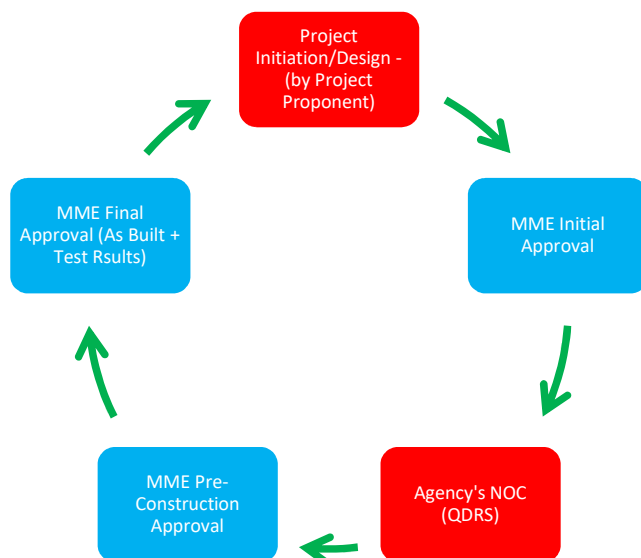 Project
Initiation/Design -
(by Project
Proponent)
MME Initial
Approval
Agency's NOC
(QDRS)
MME Pre-
Construction
Approval
MME Final
Approval (As Built +
Test Rsults)